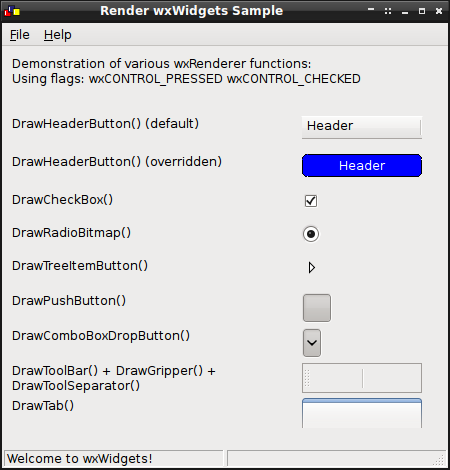 Render wxWidgets Sample
File Help
Demonstration of various wxRenderer functions:
Using flags: wxCONTROL_PRESSED wxCONTROL_CHECKED
DrawHeaderButton() (default) Header
DrawHeaderButton() (overridden) Header
DrawCheckBox()
DrawRadioBitmap()
DrawTreeItemButton()
DrawPushButton()
DrawComboBoxDropButton()
DrawToolBar() + DrawGripper() +
DrawToolSeparator()
DrawTab()
Welcome to wxWidgets!